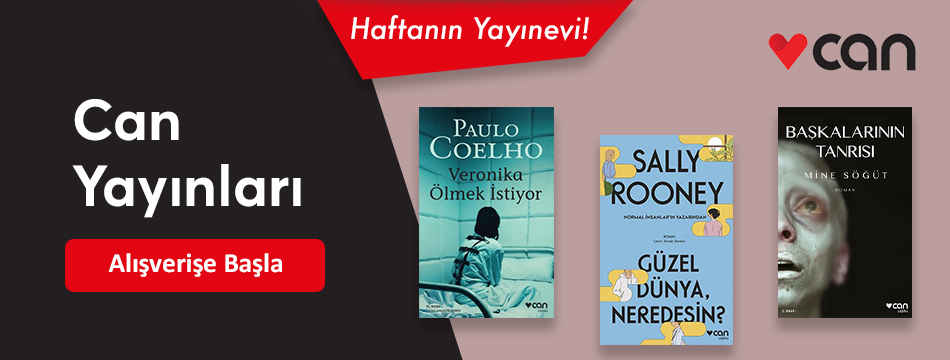 Haftanın Yayınevi!
can
Can
Yayınları
Alışverişe Başla
PAULO
COELHO
Veronika
Ölmek İstiyor
can
SALLY
ROONEY
NORMAL İNSANLAR'IN YAZARINDAN
ROMAN
GÜZEL
DÜNYA,
NEREDESİN?
can
BAŞKALARININ
TANRISI
MİNE SÖĞÜT
ROMAN
can